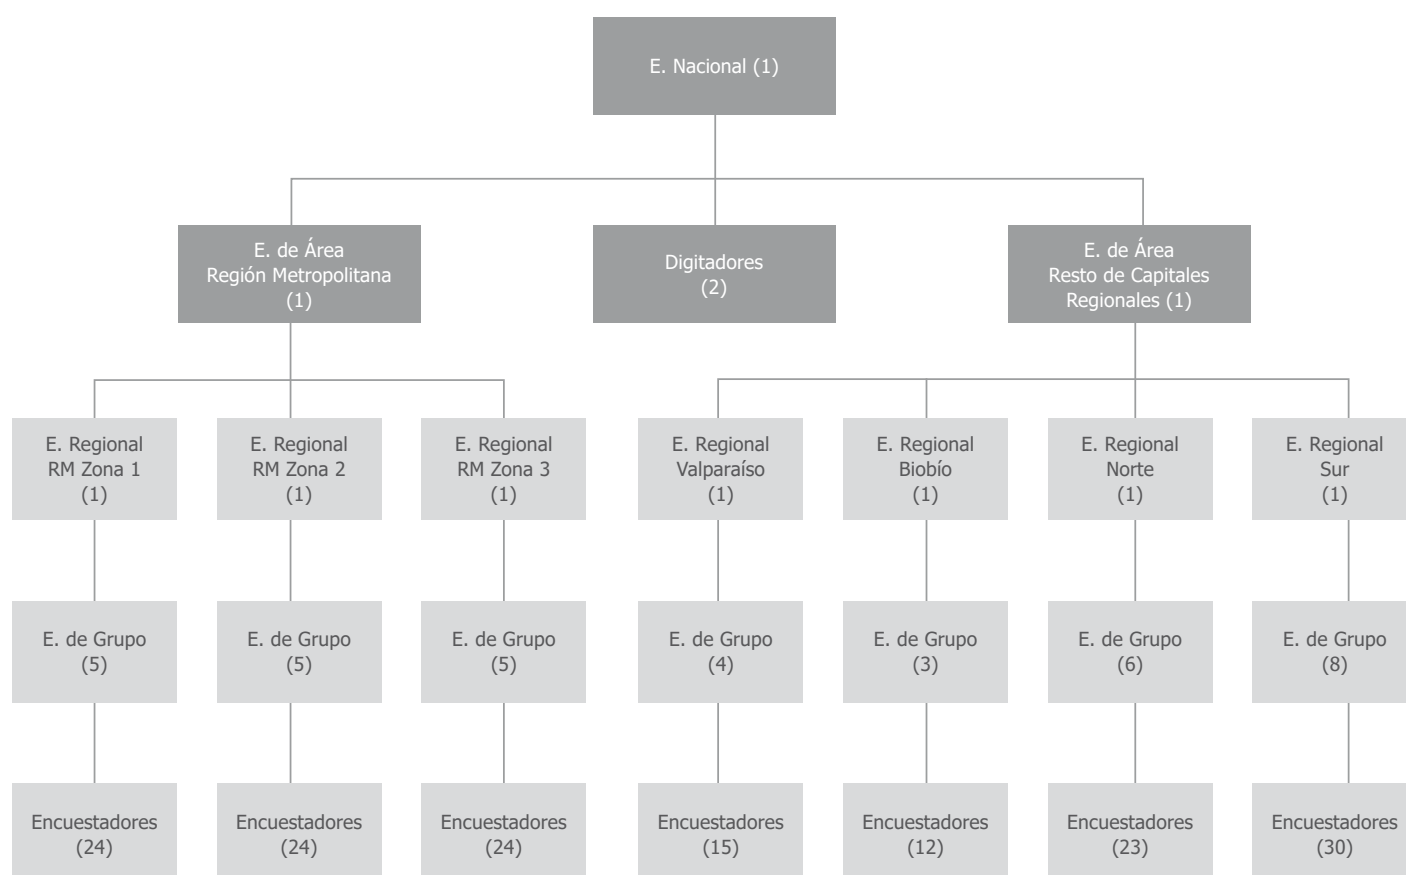 E. Nacional (1)
E. de Área
Región Metropolitana
(1)
Digitadores
(2)
E. de Área
Resto de Capitales
Regionales (1)
E. Regional
RM Zona 1
(1)
E. Regional
RM Zona 2
(1)
E. Regional
RM Zona 3
(1)
E. Regional
Valparaíso
(1)
E. Regional
Biobío
(1)
E. Regional
Norte
(1)
E. Regional
Sur
(1)
E. de Grupo
(5)
E. de Grupo
(5)
E. de Grupo
(5)
E. de Grupo
(4)
E. de Grupo
(3)
E. de Grupo
(6)
E. de Grupo
(8)
Encuestadores
(24)
Encuestadores
(24)
Encuestadores
(24)
Encuestadores
(15)
Encuestadores
(12)
Encuestadores
(23)
Encuestadores
(30)